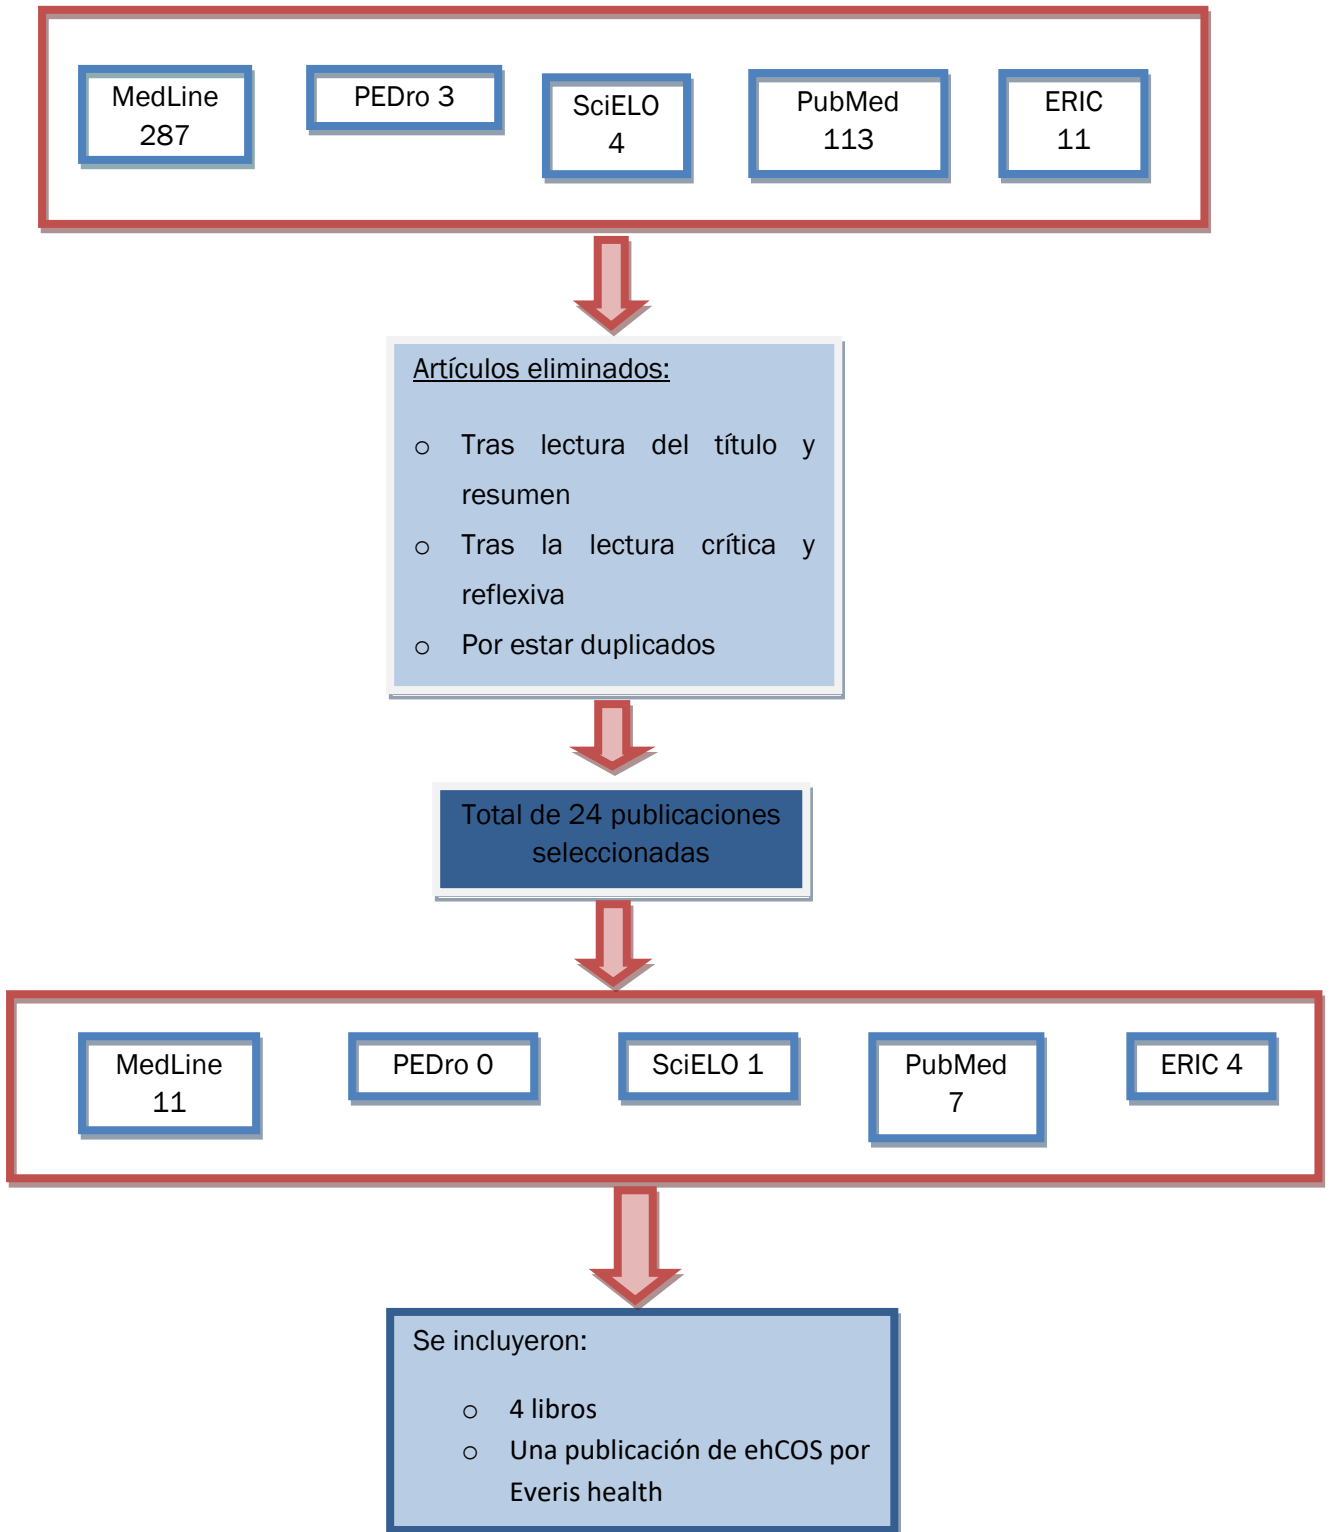 MedLine
287
PEDro 3
SciELO
4
PubMed
113
ERIC
11
Artículos eliminados:
o Tras lectura del título y
resumen
o Tras la lectura crítica y
reflexiva
o Por estar duplicados
Total de 24 publicaciones
seleccionadas
MedLine
11
PEDro 0
SciELO 1
PubMed
7
ERIC 4
Se incluyeron:
o 4 libros
o Una publicación de ehCOS por
Everis health